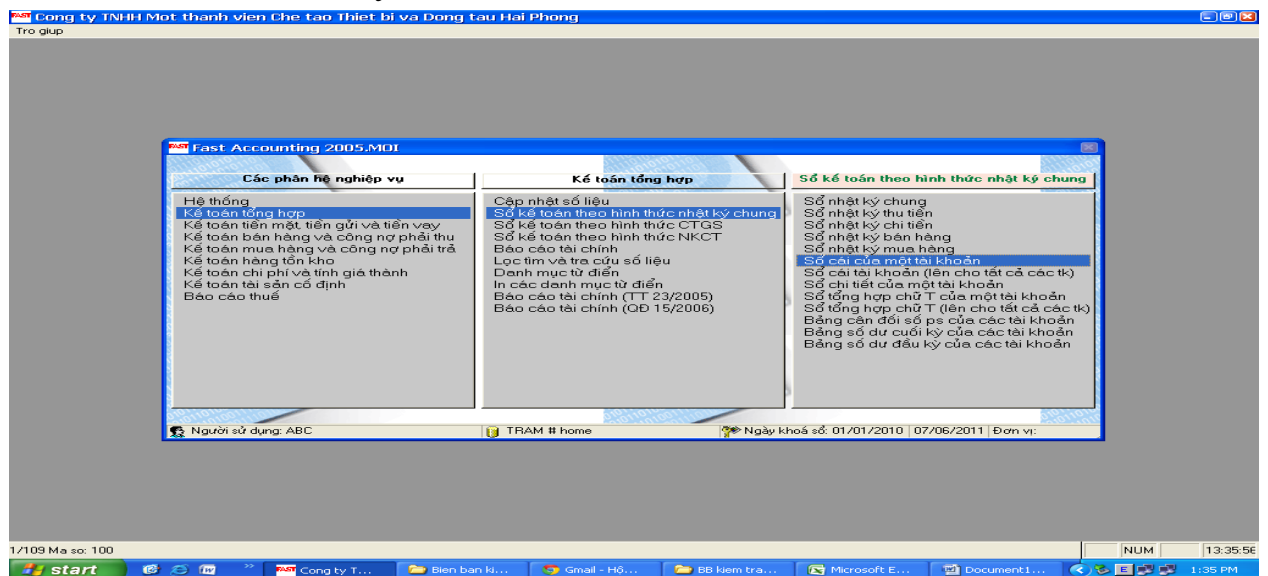 FAST Cong ty TNHH Mot thanh vien Che tao Thiet bi va Dong tau Hai Phong
Tro giup
FAST Fast Accounting 2005.MOI
Các phân hệ nghiệp vụ
Hệ thống
Kế toán tổng hợp
Kế toán tiền mặt, tiền gửi và tiền vay
Kế toán bán hàng và công nợ phải thu
Kế toán mua hàng và công nợ phải trả
Kế toán hàng tồn kho
Kế toán chi phí và tính giá thành
Kế toán tài sản cố định
Báo cáo thuế
Kế toán tổng hợp
Cập nhật số liệu
Sổ kế toán theo hình thức nhật ký chung
Sổ kế toán theo hình thức CTGS
Sổ kế toán theo hình thức NKCT
Báo cáo tài chính
Lọc tìm và tra cứu số liệu
Danh mục từ điển
In các danh mục từ điển
Báo cáo tài chính (TT 23/2005)
Báo cáo tài chính (QĐ 15/2006)
Sổ kế toán theo hình thức nhật ký chung
Sổ nhật ký chung
Sổ nhật ký thu tiền
Sổ nhật ký chi tiền
Sổ nhật ký bán hàng
Sổ nhật ký mua hàng
Sổ cái của một tài khoản
Sổ cái tài khoản (lên cho tất cả các tk)
Sổ chi tiết của một tài khoản
Sổ tổng hợp chữ T của một tài khoản
Sổ tổng hợp chữ T (lên cho tất cả các tk)
Bảng cân đối số ps của các tài khoản
Bảng số dư cuối kỳ của các tài khoản
Bảng số dư đầu kỳ của các tài khoản
Người sử dụng: ABC TRAM # home Ngày khoá sổ: 01/01/2010 07/06/2011 Đơn vị:
1/109 Ma so: 100 NUM 13:35:56
start » FAST Cong ty T... Bien ban ki... Gmail - Hộ... BB kiem tra... Microsoft E... Document1... E 1:35 PM